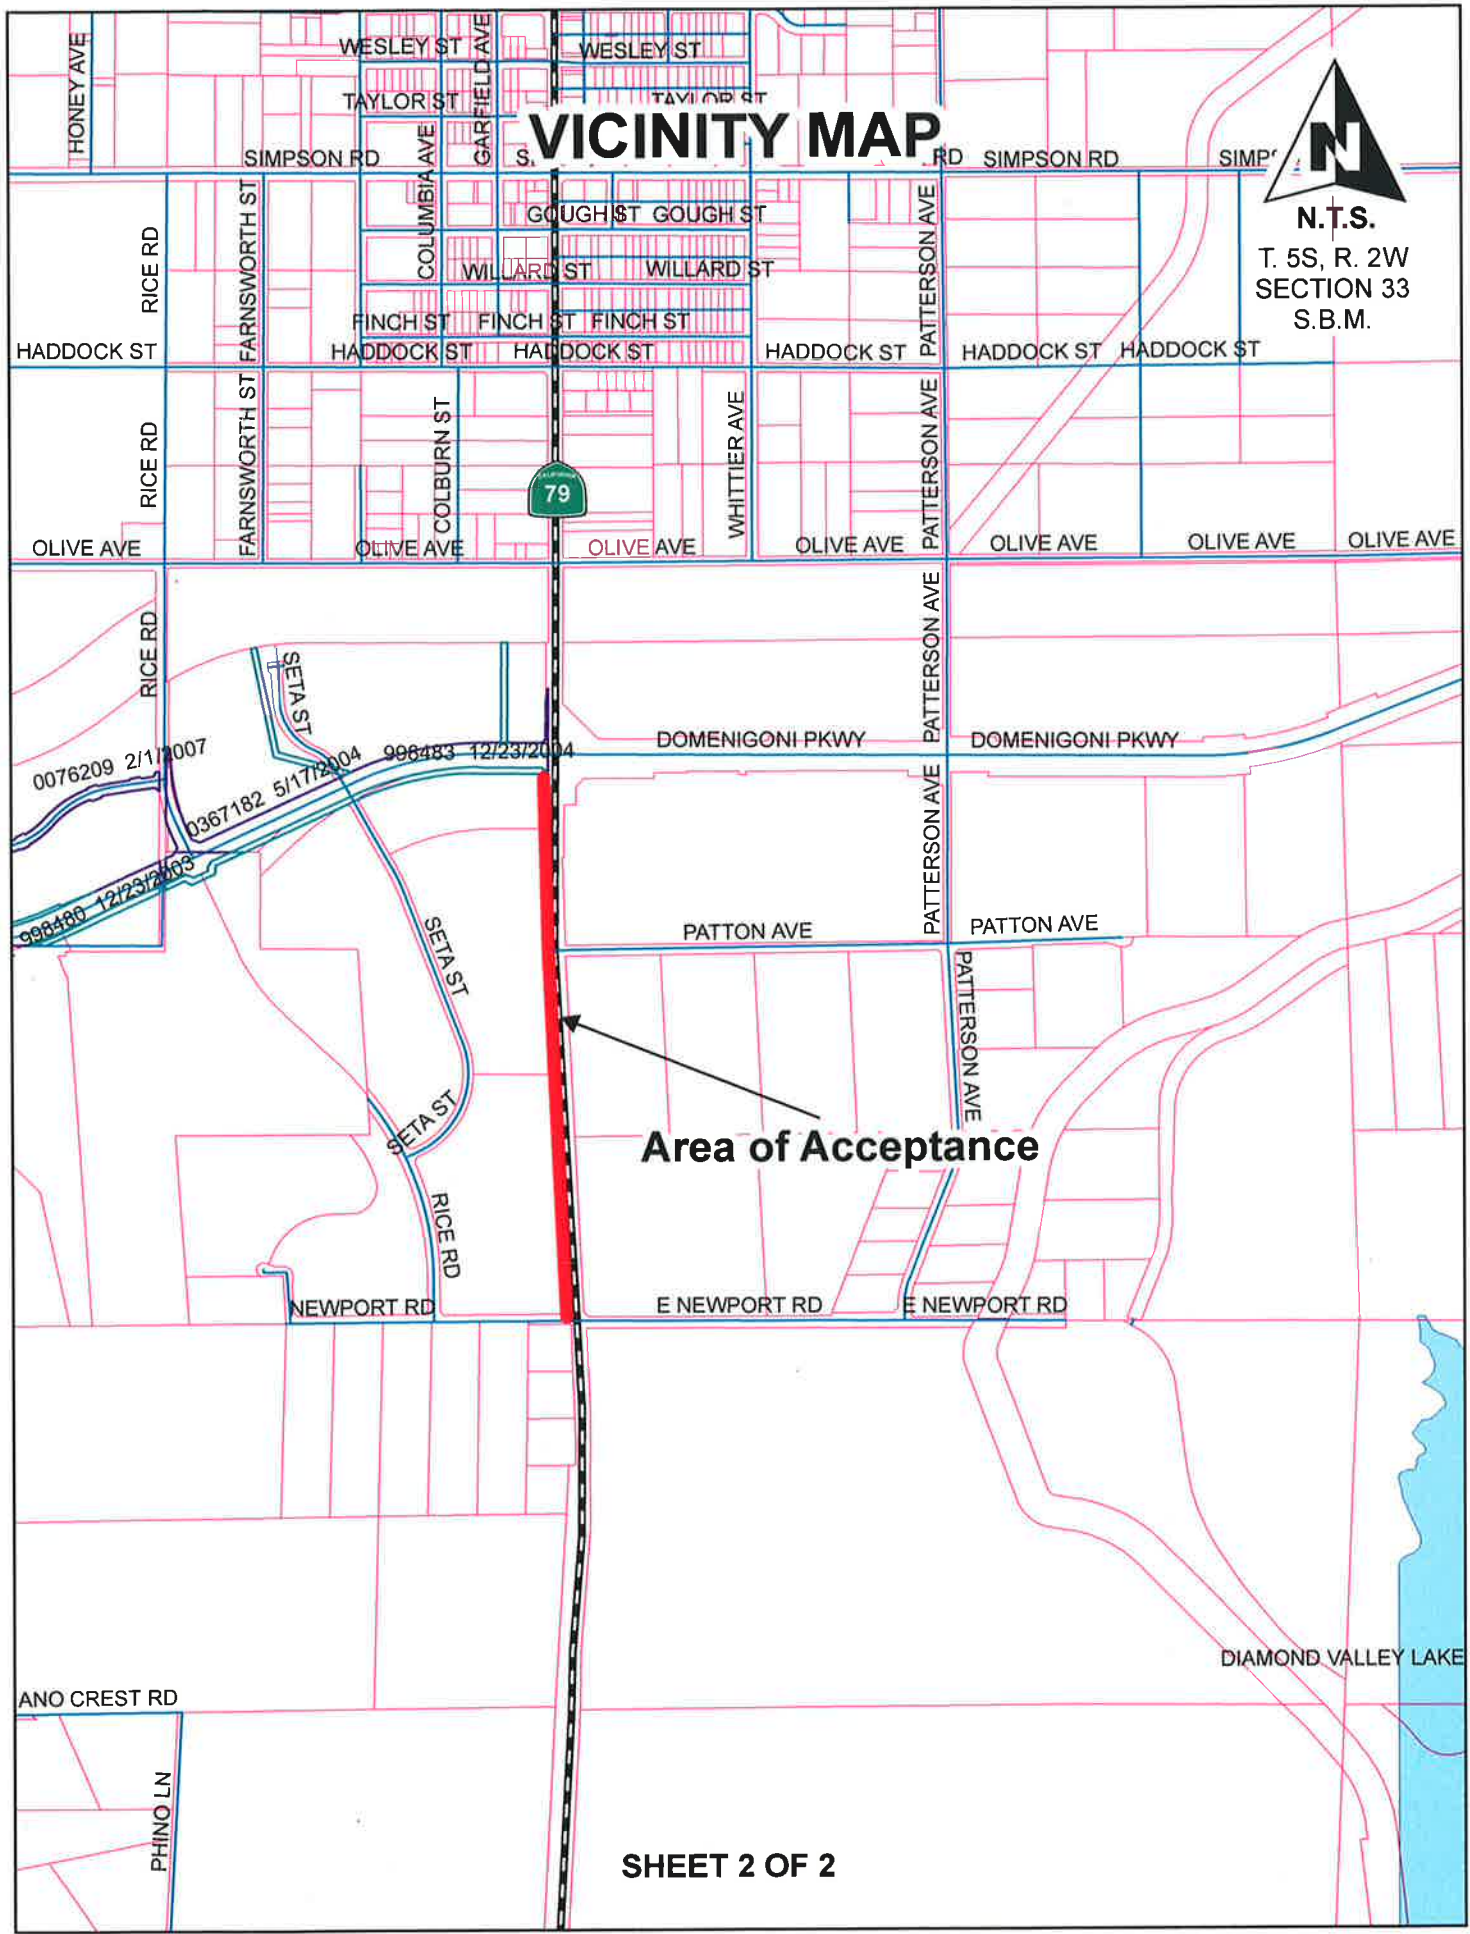 HONEY AVE
WESLEY ST
GARFIELD AVE
WESLEY ST
TAYLOR ST
TAYLOR ST
VICINITY MAP
N
SIMPSON RD
COLUMBIA AVE
S
RD
SIMPSON RD
SIMPS
N.T.S.
T. 5S, R. 2W
SECTION 33
S.B.M.
RICE RD
FARNSWORTH ST
GOUGH ST
GOUGH ST
PATTERSON AVE
WILLARD ST
WILLARD ST
FINCH ST
FINCH ST
FINCH ST
HADDOCK ST
HADDOCK ST
HADDOCK ST
HADDOCK ST
HADDOCK ST
HADDOCK ST
RICE RD
FARNSWORTH ST
COLBURN ST
CALIFORNIA
79
WHITTIER AVE
PATTERSON AVE
OLIVE AVE
OLIVE AVE
OLIVE AVE
OLIVE AVE
OLIVE AVE
OLIVE AVE
OLIVE AVE
RICE RD
SETA ST
PATTERSON AVE
0076209 2/1/2007
0367182 5/17/2004
998483 12/23/2004
DOMENIGONI PKWY
DOMENIGONI PKWY
998480 12/23/2003
PATTERSON AVE
SETA ST
PATTON AVE
PATTON AVE
PATTERSON AVE
SETA ST
Area of Acceptance
RICE RD
NEWPORT RD
E NEWPORT RD
E NEWPORT RD
DIAMOND VALLEY LAKE
ANO CREST RD
PHINO LN
SHEET 2 OF 2